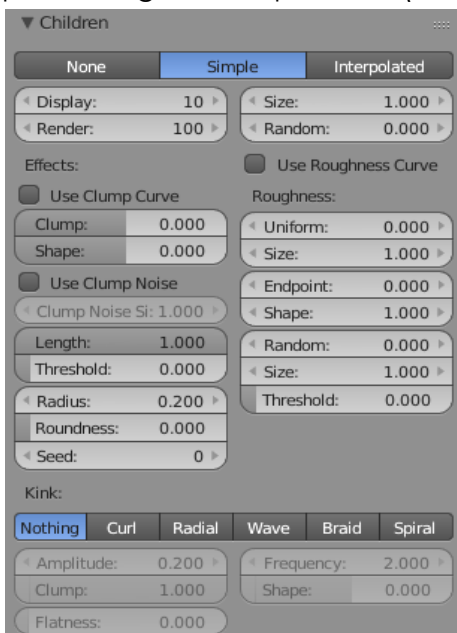 Children
None Simple Interpolated
Display: 10 Size: 1.000
Render: 100 Random: 0.000
Effects: Use Roughness Curve
Use Clump Curve Roughness:
Clump: 0.000 Uniform: 0.000
Shape: 0.000 Size: 1.000
Use Clump Noise Endpoint: 0.000
Clump Noise Si: 1.000 Shape: 1.000
Length: 1.000 Random: 0.000
Threshold: 0.000 Size: 1.000
Radius: 0.200 Threshold: 0.000
Roundness: 0.000
Seed: 0
Kink:
Nothing Curl Radial Wave Braid Spiral
Amplitude: 0.200 Frequency: 2.000
Clump: 1.000 Shape: 0.000
Flatness: 0.000